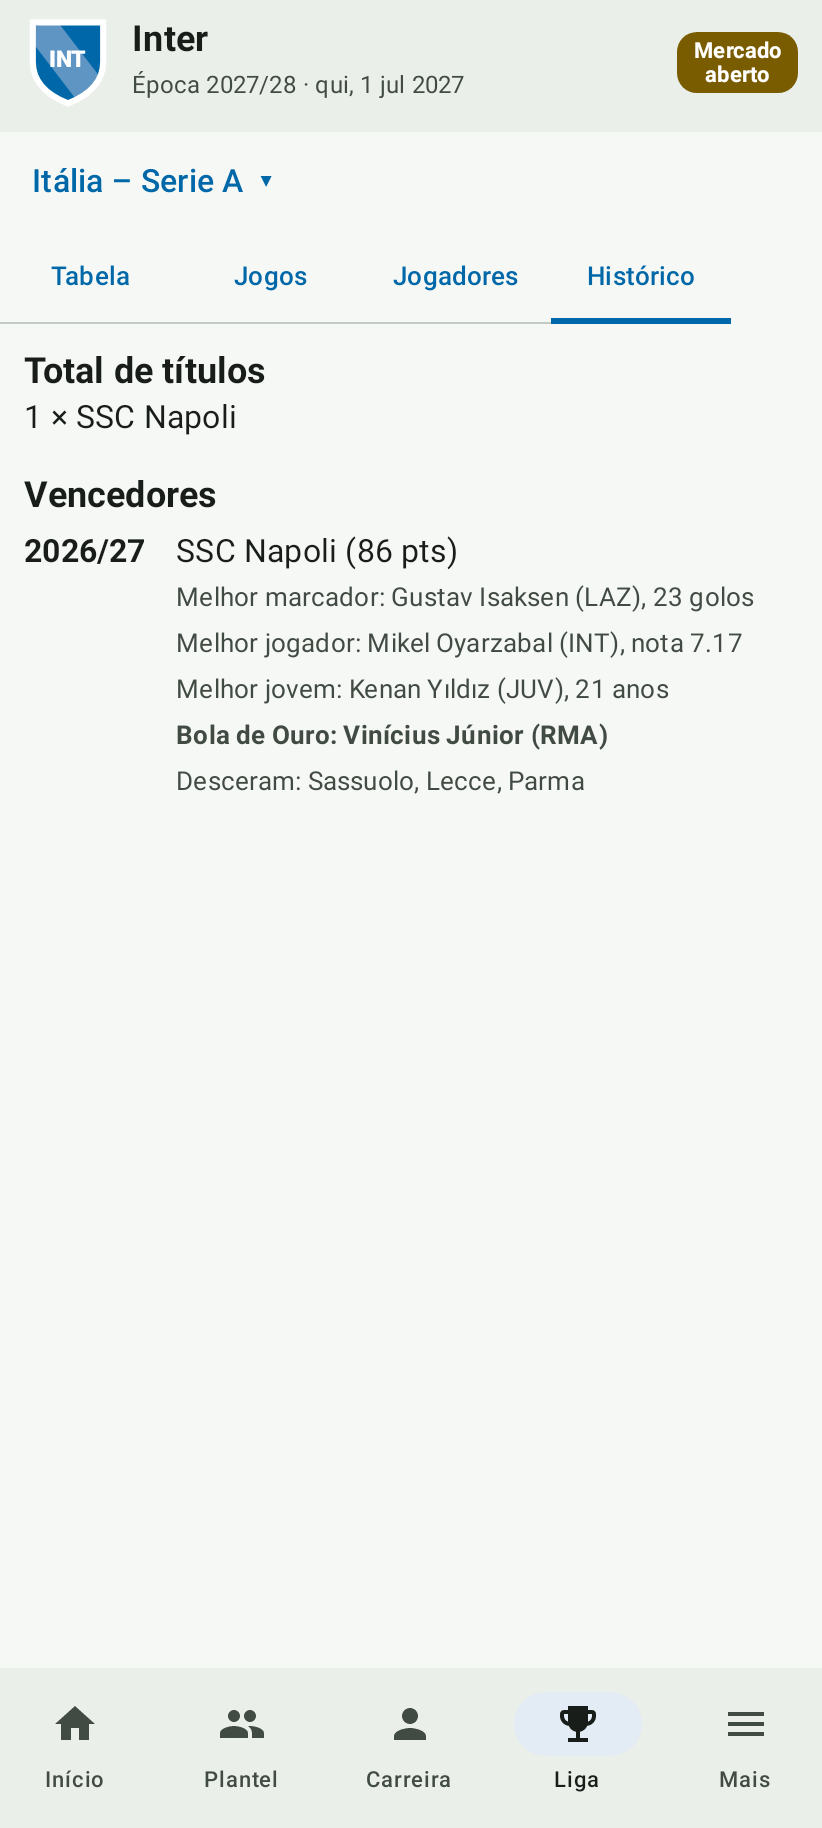 INT
Inter
Época 2027/28 · qui, 1 jul 2027
Mercado
aberto
Itália – Serie A ▼
Tabela
Jogos
Jogadores
Histórico
Total de títulos
1 × SSC Napoli
Vencedores
2026/27 SSC Napoli (86 pts)
Melhor marcador: Gustav Isaksen (LAZ), 23 golos
Melhor jogador: Mikel Oyarzabal (INT), nota 7.17
Melhor jovem: Kenan Yıldız (JUV), 21 anos
Bola de Ouro: Vinícius Júnior (RMA)
Desceram: Sassuolo, Lecce, Parma
Início
Plantel
Carreira
Liga
Mais